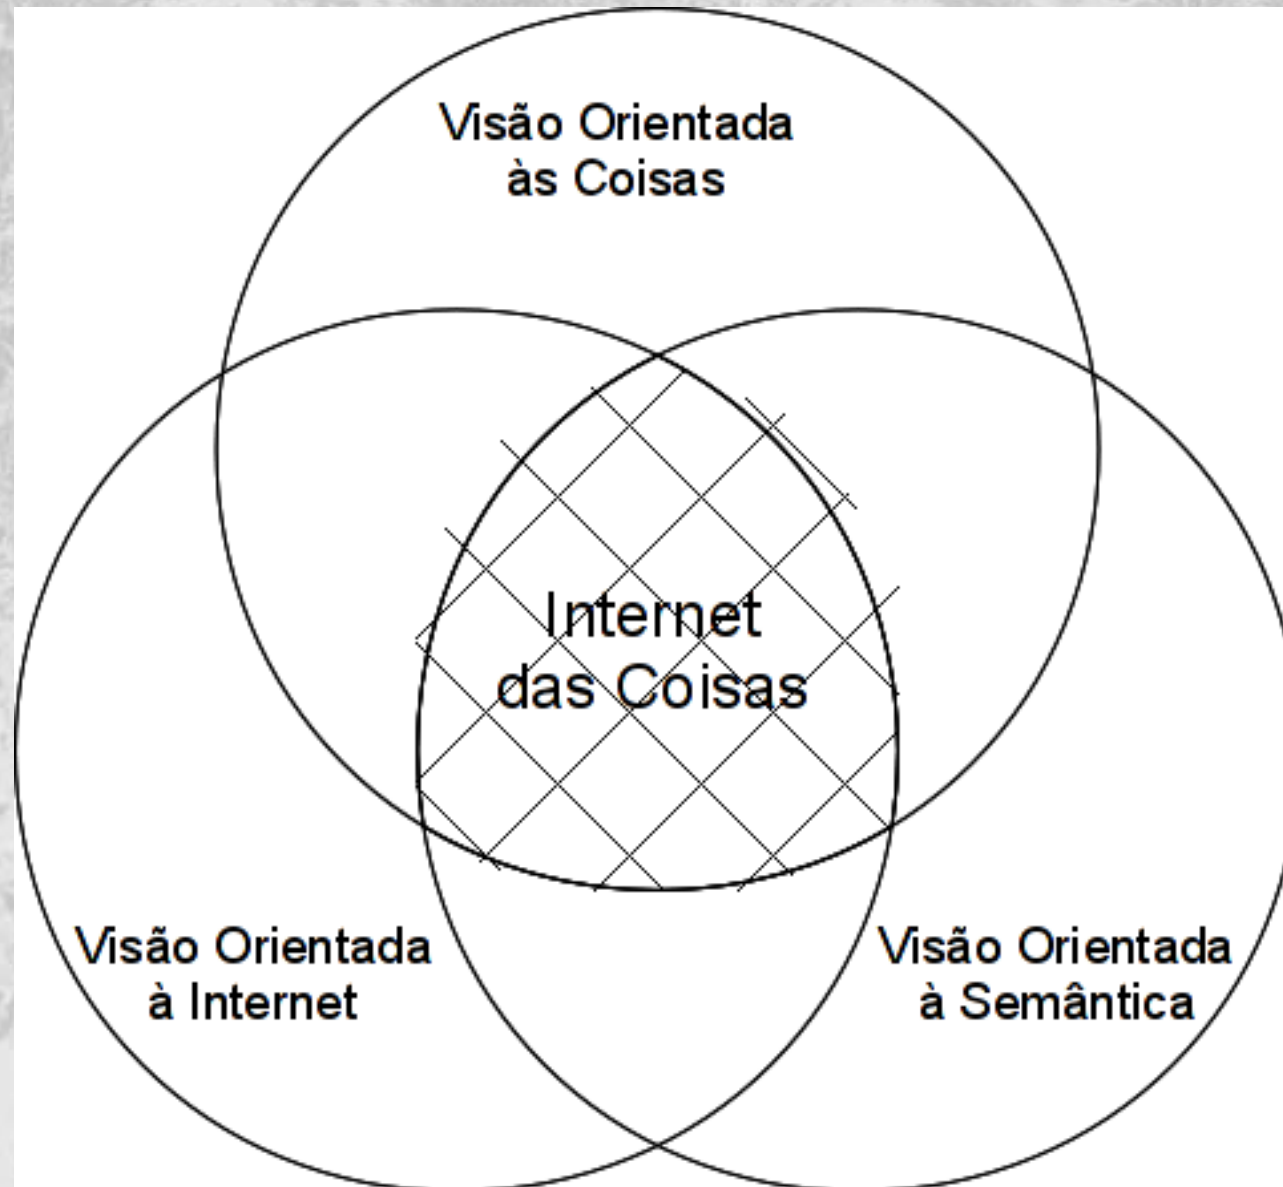 Visão Orientada
às Coisas
Internet
das Coisas
Visão Orientada
à Internet
Visão Orientada
à Semântica